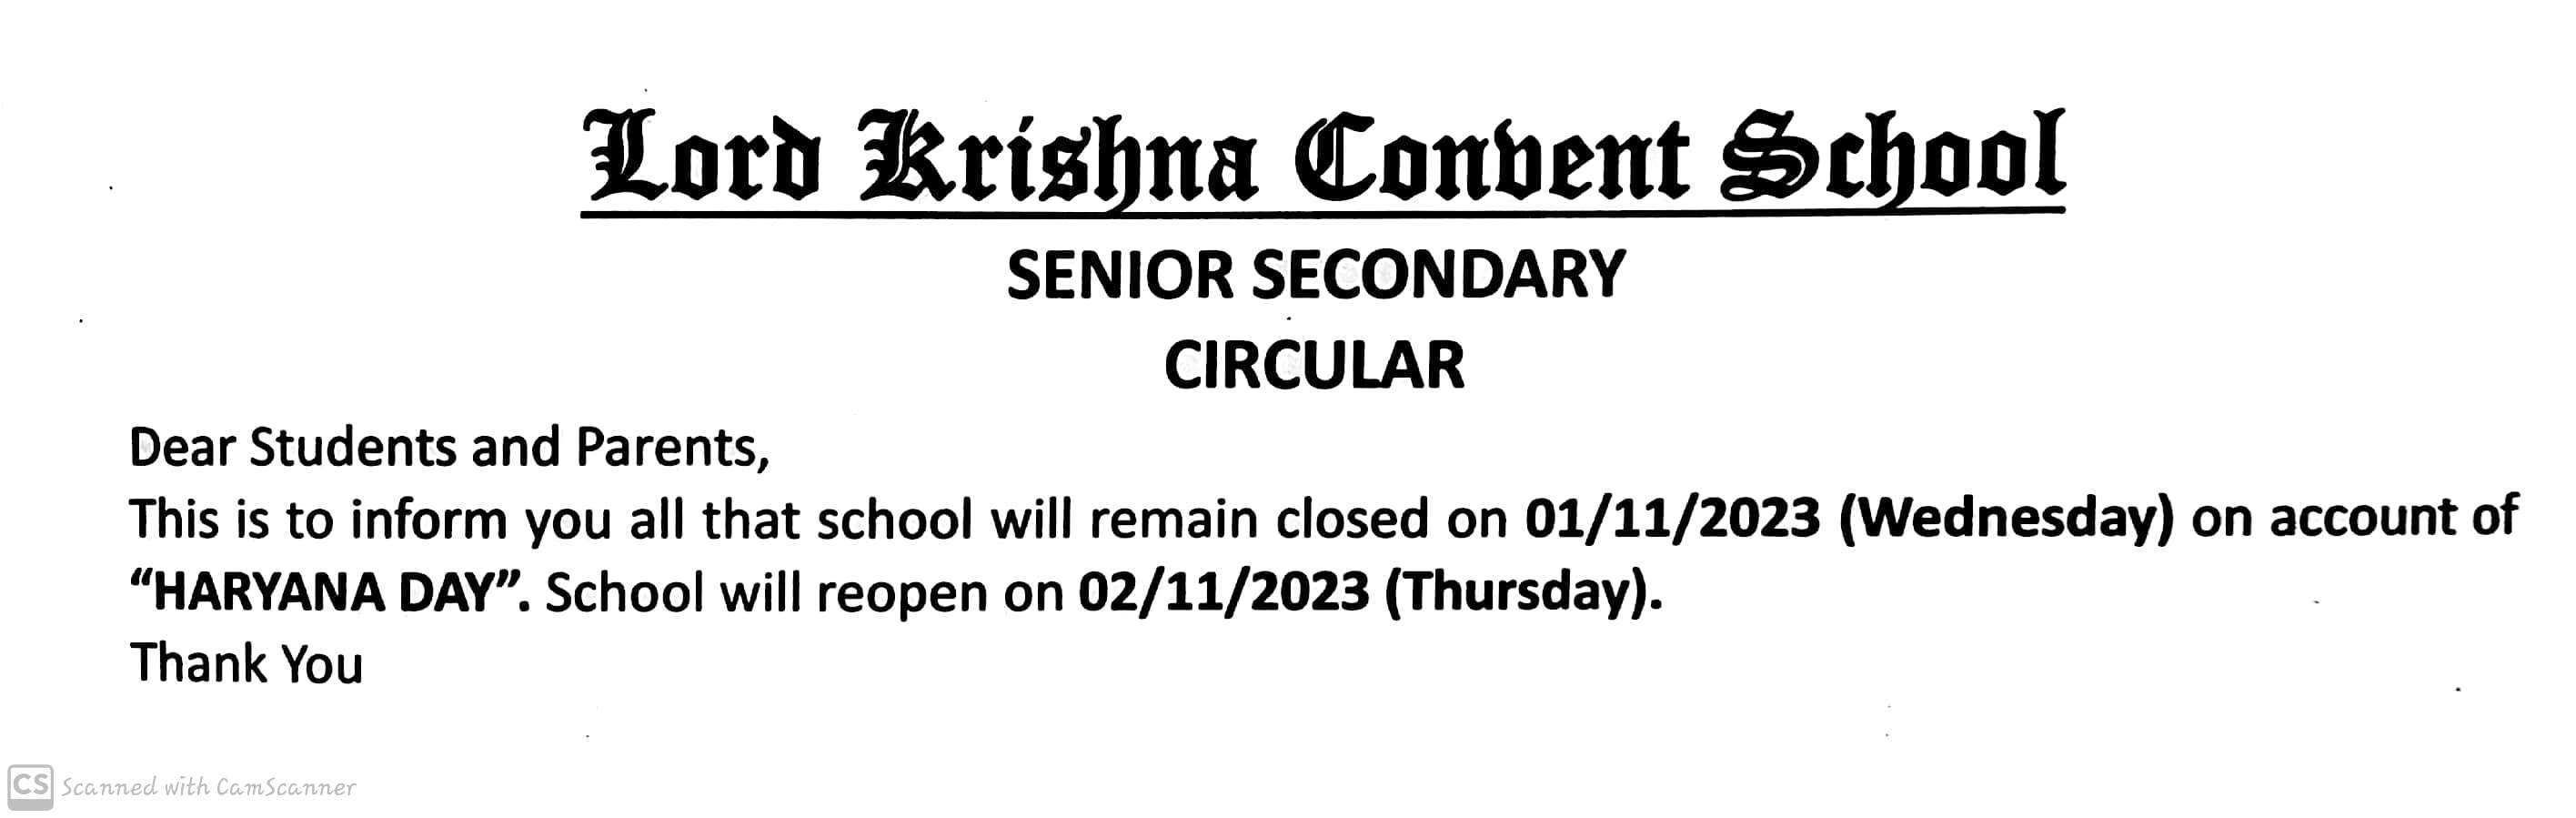 Lord Krishna Convent School
SENIOR SECONDARY
CIRCULAR
Dear Students and Parents,
This is to inform you all that school will remain closed on 01/11/2023 (Wednesday) on account of
“HARYANA DAY”. School will reopen on 02/11/2023 (Thursday).
Thank You
CS Scanned with CamScanner